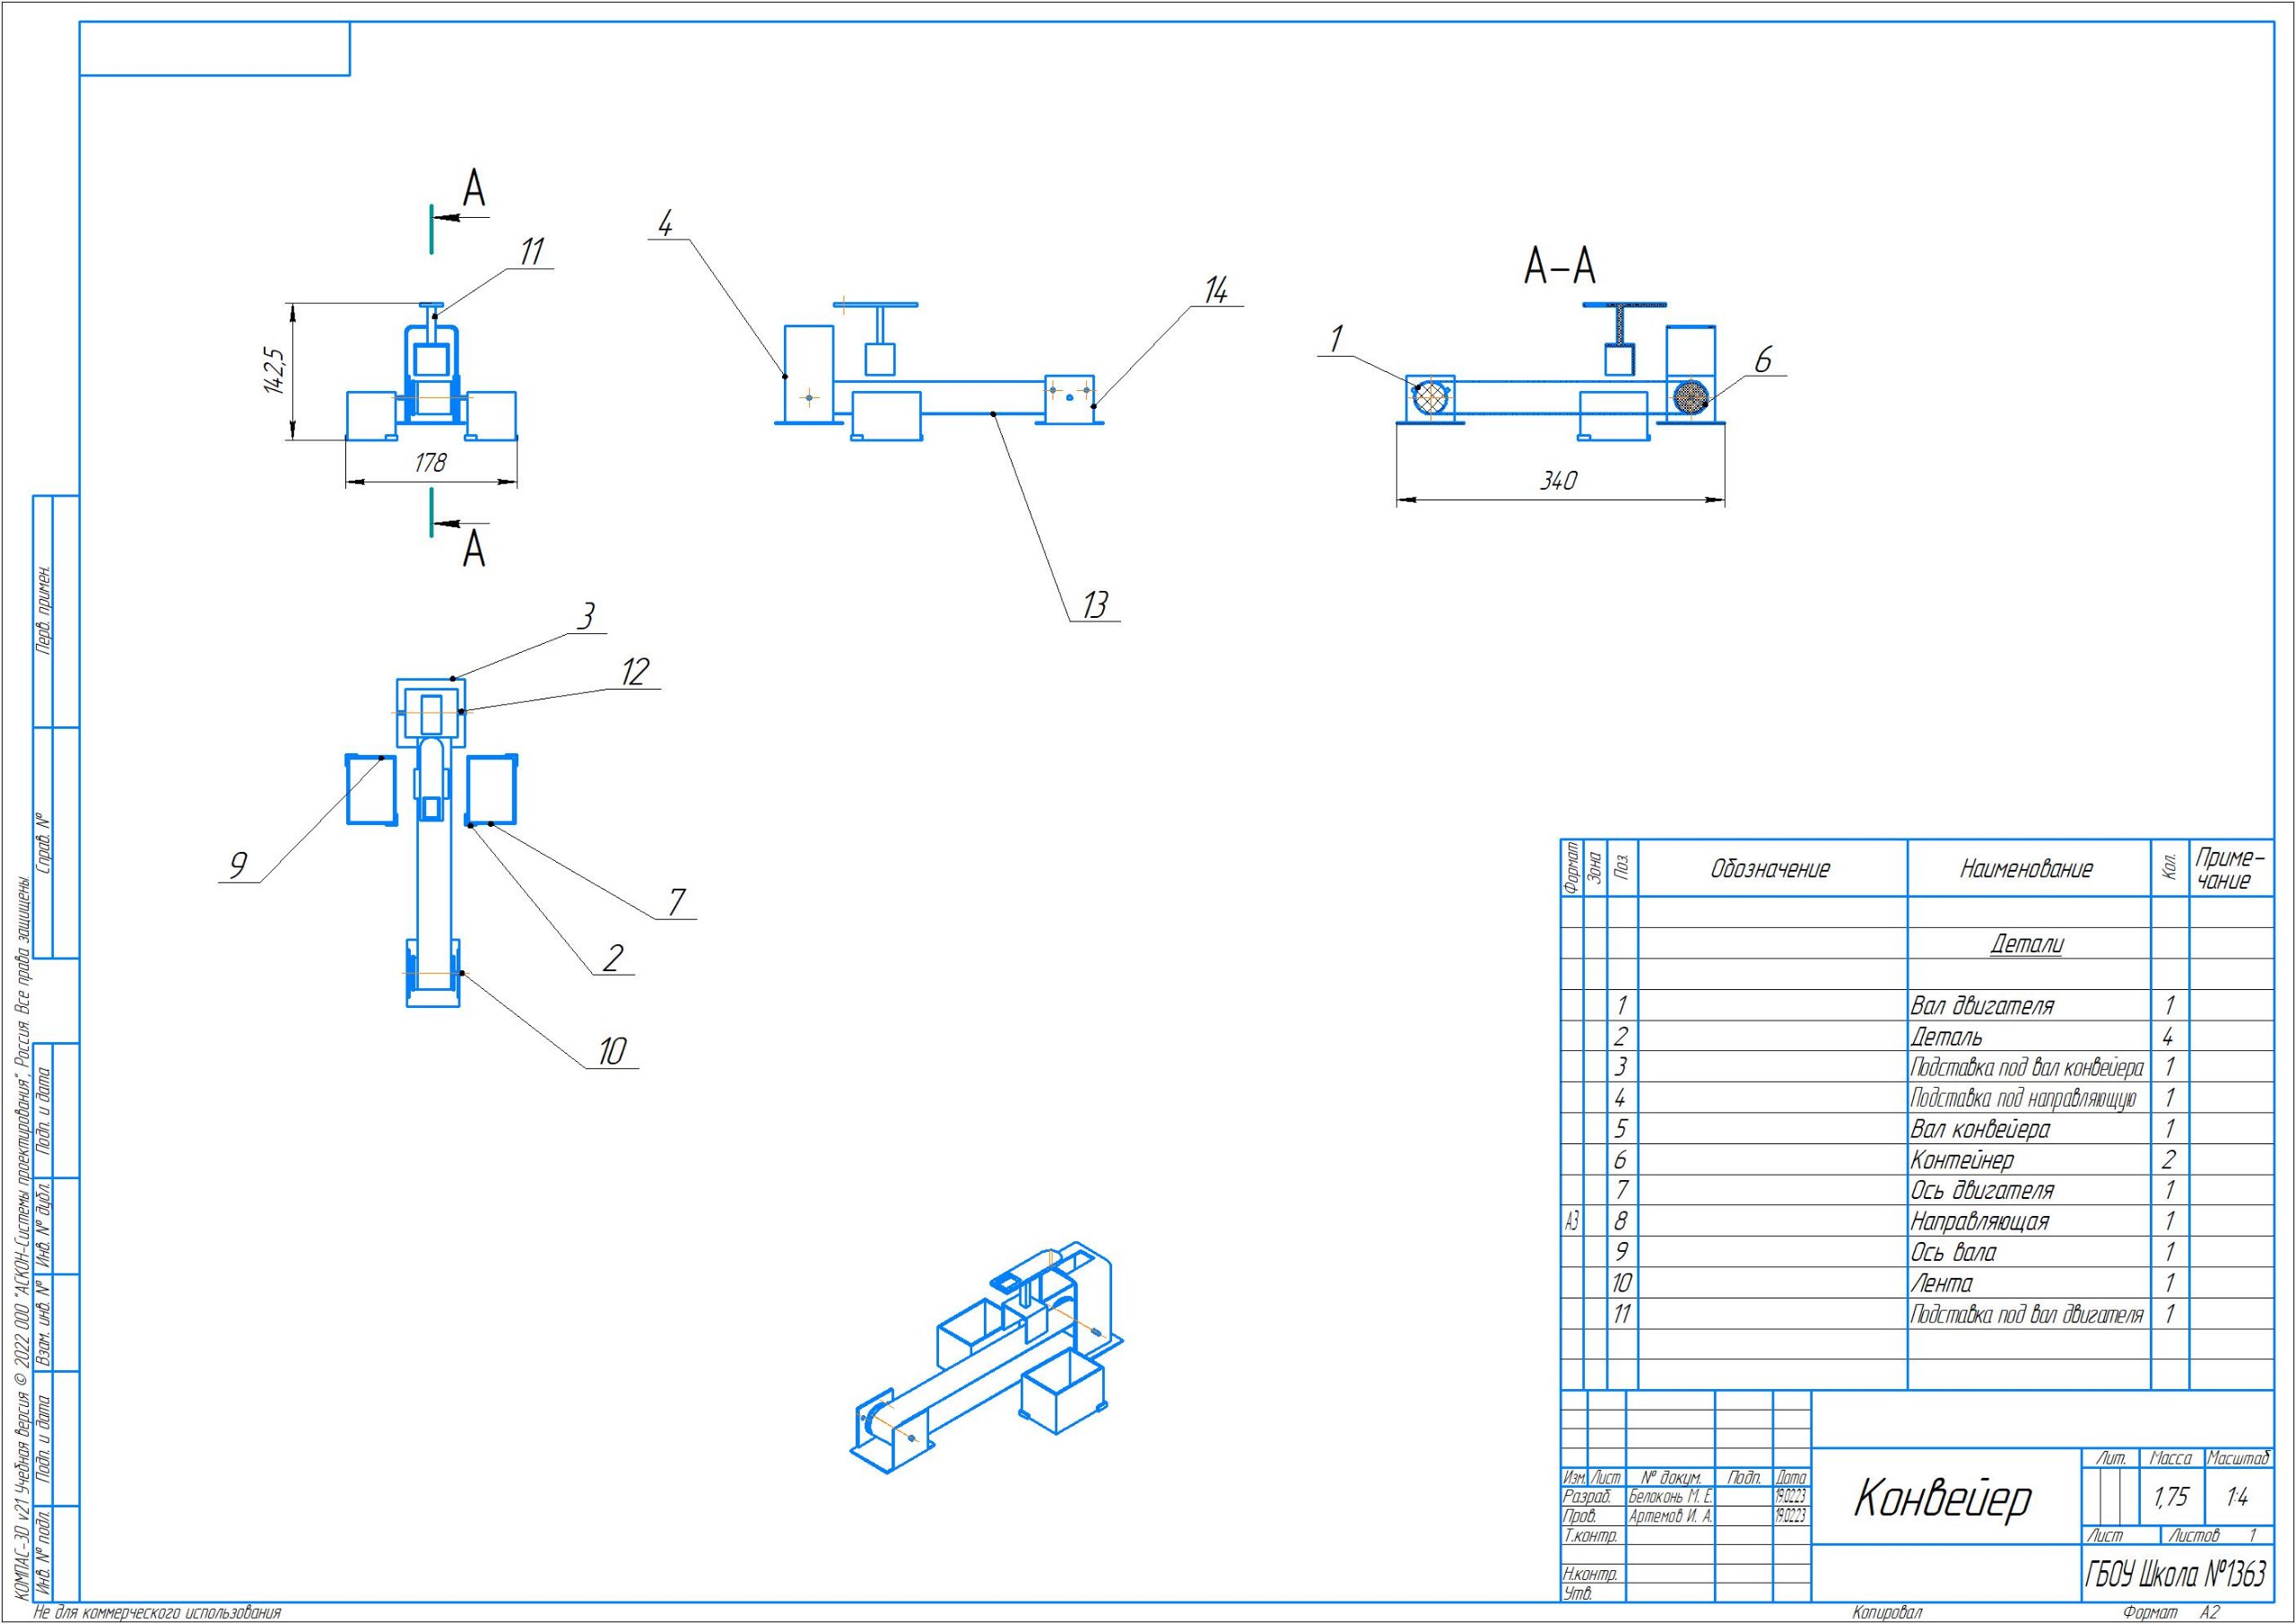 А
11
142,5
178
А
4
14
13
А-А
1
6
340
3
12
9
7
2
10
Перв. примен.
Справ. №
Подп. и дата
Инв. № дубл.
Взам. инв. №
Подп. и дата
Инв. № подл.
КОМПАС-3D v21 Учебная версия © 2022 ООО "АСКОН-Системы проектирования", Россия. Все права защищены.
Формат Зона Поз. Обозначение Наименование Кол. Приме-
чание
Детали
1 Вал двигателя 1
2 Деталь 4
3 Подставка под вал конвейера 1
4 Подставка под направляющую 1
5 Вал конвейера 1
6 Контейнер 2
7 Ось двигателя 1
А3 8 Направляющая 1
9 Ось вала 1
10 Лента 1
11 Подставка под вал двигателя 1
Изм. Лист № докум. Подп. Дата
Разраб. Белоконь М. Е. 19.02.23
Пров. Артемов И. А. 19.02.23
Т.контр.
Н.контр.
Утв.
Конвейер
Лит. Масса Масштаб
1,75 1:4
Лист Листов 1
ГБОУ Школа №1363
Не для коммерческого использования
Копировал
Формат А2